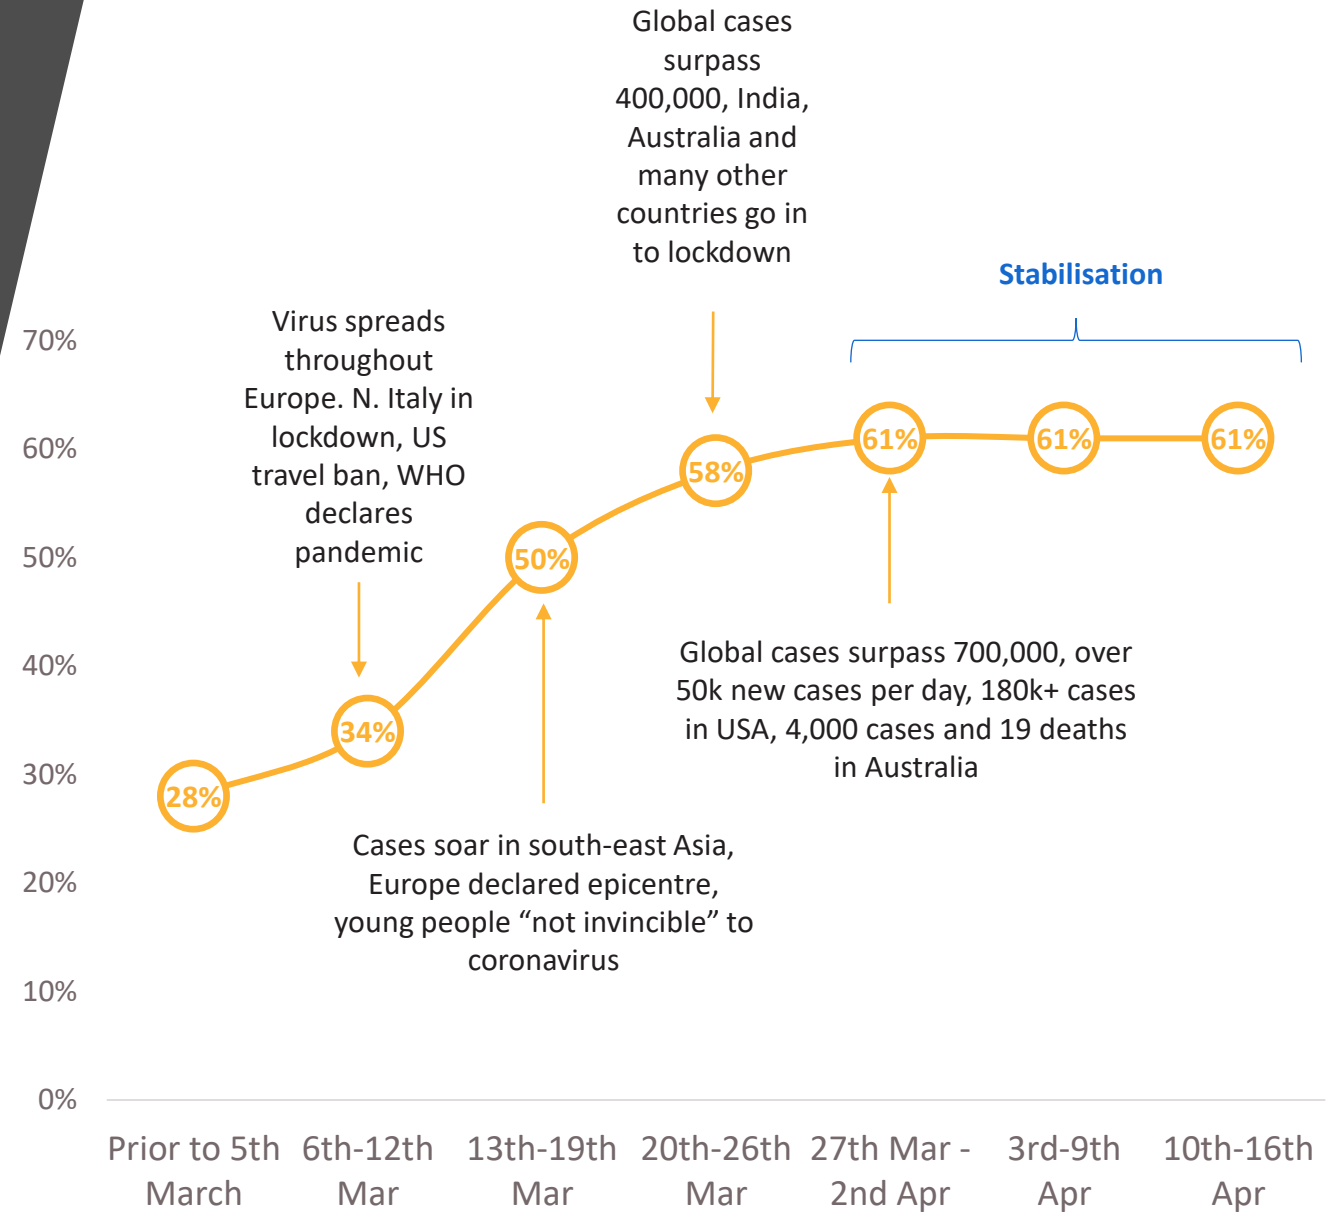 Global cases
surpass
400,000, India,
Australia and
many other
countries go in
to lockdown
Stabilisation
Virus spreads
throughout
Europe. N. Italy in
lockdown, US
travel ban, WHO
declares
pandemic
70%
60%
50%
40%
30%
20%
10%
0%
28%
34%
50%
58%
61%
61%
61%
Global cases surpass 700,000, over
50k new cases per day, 180k+ cases
in USA, 4,000 cases and 19 deaths
in Australia
Cases soar in south-east Asia,
Europe declared epicentre,
young people “not invincible” to
coronavirus
Prior to 5th
March
6th-12th
Mar
13th-19th
Mar
20th-26th
Mar
27th Mar -
2nd Apr
3rd-9th
Apr
10th-16th
Apr